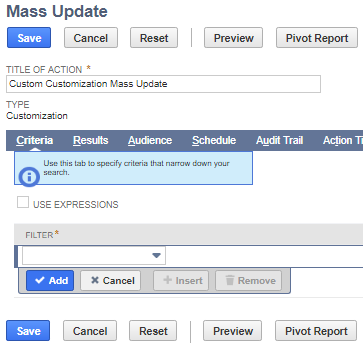 Mass Update
Save Cancel Reset Preview Pivot Report
TITLE OF ACTION *
Custom Customization Mass Update
TYPE
Customization
Criteria Results Audience Schedule Audit Trail Action Ti
Use this tab to specify criteria that narrow down your
search.
USE EXPRESSIONS
FILTER*
Add Cancel Insert Remove
Save Cancel Reset Preview Pivot Report